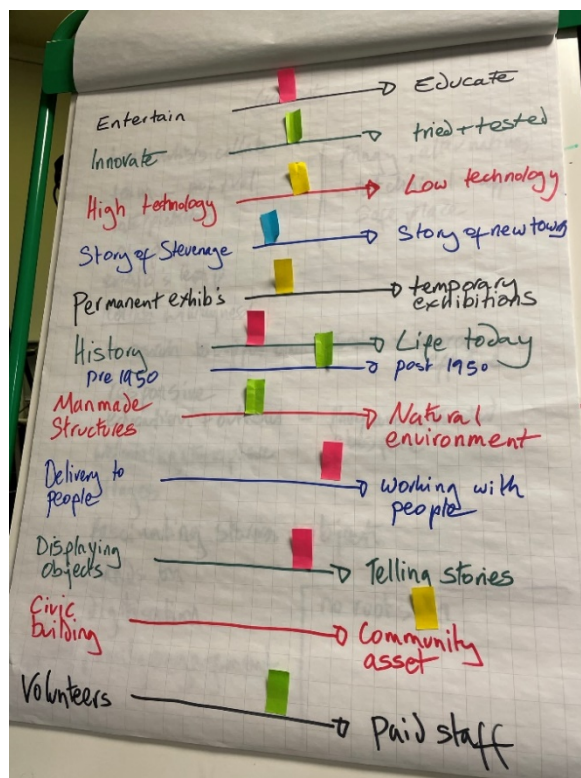 Entertain Educate
Innovate tried + tested
High technology Low technology
Story of Stevenage Story of new towns
Permanent exhib's temporary
exhibitions
History Life today
pre 1950 post 1950
Manmade Natural
Structures environment
Delivery to working with
people people
Displaying Telling stories
objects
Civic Community
building asset
Volunteers paid staff